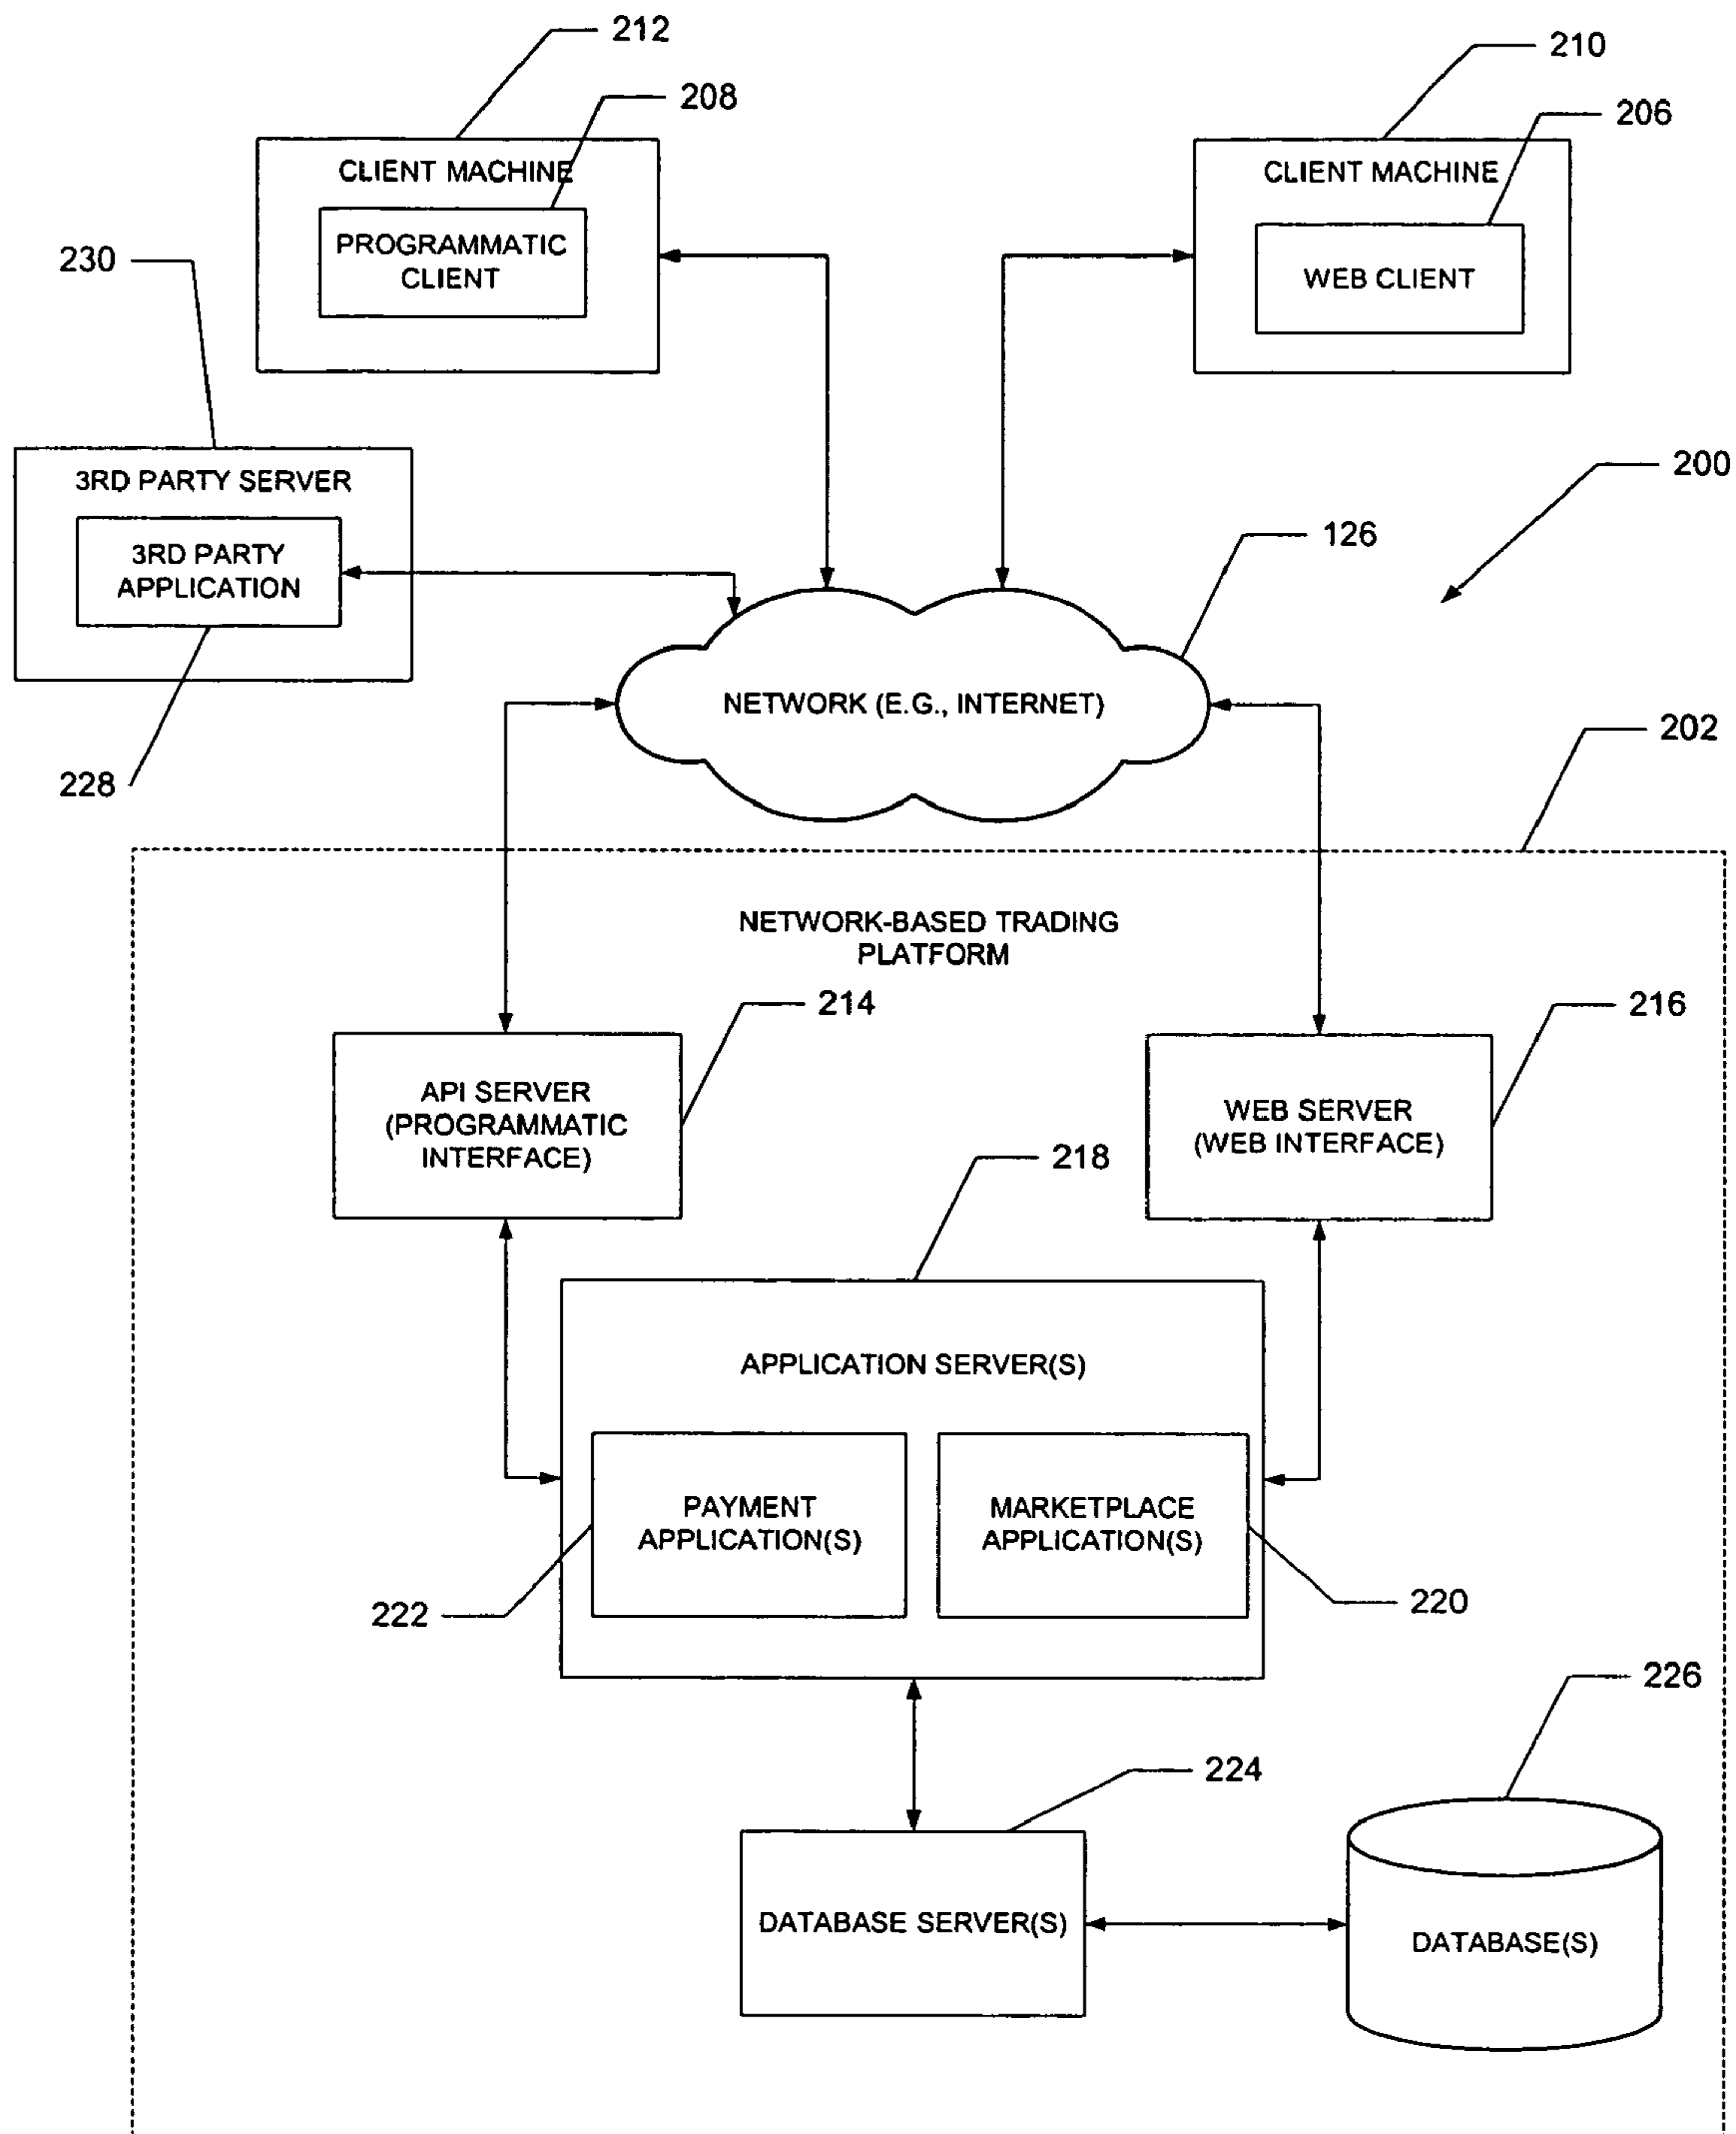 212
210
208
206
CLIENT MACHINE
CLIENT MACHINE
PROGRAMMATIC
CLIENT
WEB CLIENT
230
3RD PARTY SERVER
200
3RD PARTY
APPLICATION
126
NETWORK (E.G., INTERNET)
202
228
NETWORK-BASED TRADING
PLATFORM
214
216
API SERVER
(PROGRAMMATIC
INTERFACE)
WEB SERVER
(WEB INTERFACE)
218
APPLICATION SERVER(S)
PAYMENT
APPLICATION(S)
MARKETPLACE
APPLICATION(S)
222
220
226
224
DATABASE SERVER(S)
DATABASE(S)